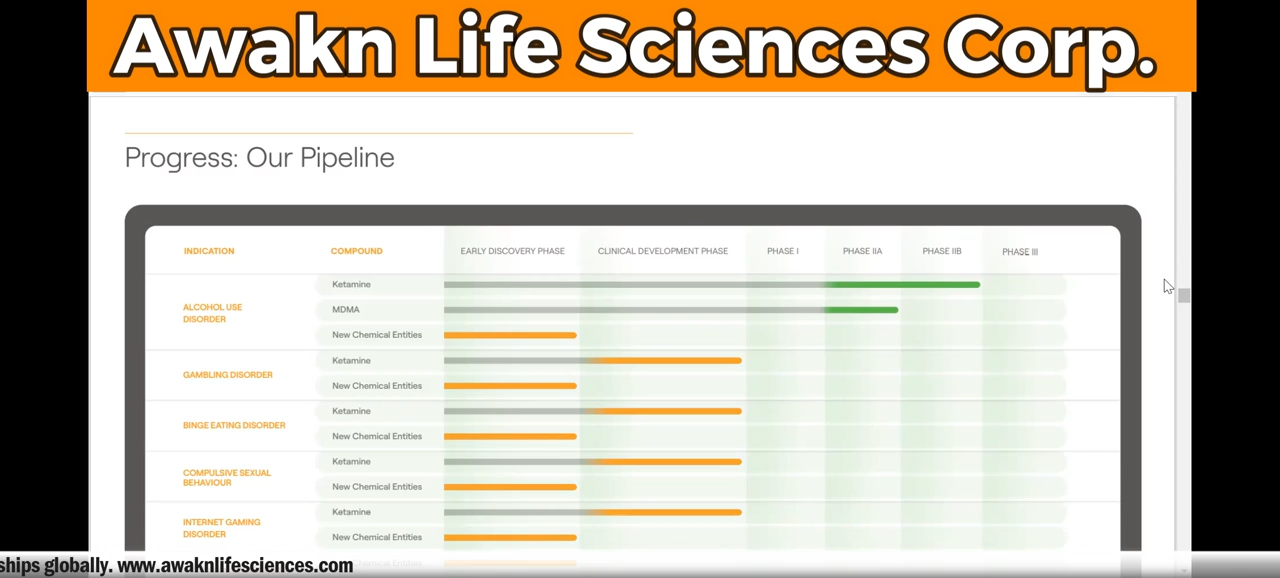 Awakn Life Sciences Corp.
Progress: Our Pipeline
INDICATION COMPOUND EARLY DISCOVERY PHASE CLINICAL DEVELOPMENT PHASE PHASE I PHASE IIA PHASE IIB PHASE III
ALCOHOL USE
DISORDER
Ketamine
MDMA
New Chemical Entities
GAMBLING DISORDER
Ketamine
New Chemical Entities
BINGE EATING DISORDER
Ketamine
New Chemical Entities
COMPULSIVE SEXUAL
BEHAVIOUR
Ketamine
New Chemical Entities
INTERNET GAMING
DISORDER
Ketamine
New Chemical Entities
ships globally. www.awaknlifesciences.com